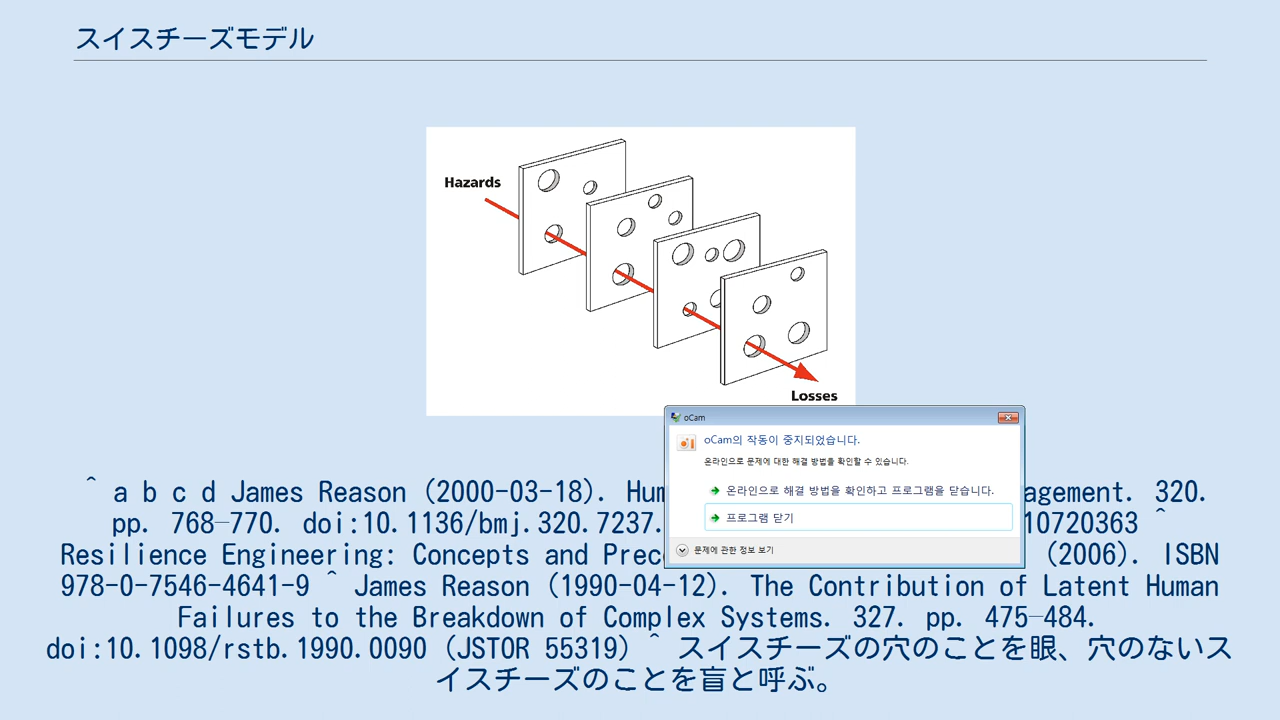 スイスチーズモデル
Hazards
Losses
oCam
oCam의 작동이 중지되었습니다.
온라인으로 문제에 대한 해결 방법을 확인할 수 있습니다.
온라인으로 해결 방법을 확인하고 프로그램을 닫습니다.
프로그램 닫기
문제에 관한 정보 보기
^ a b c d James Reason (2000-03-18). Hum agement. 320.
pp. 768–770. doi:10.1136/bmj.320.7237. 10720363 ^
Resilience Engineering: Concepts and Prec (2006). ISBN
978-0-7546-4641-9 ^ James Reason (1990-04-12). The Contribution of Latent Human
Failures to the Breakdown of Complex Systems. 327. pp. 475–484.
doi:10.1098/rstb.1990.0090 (JSTOR 55319) ^ スイスチーズの穴のことを眼、穴のないス
イスチーズのことを盲と呼ぶ。